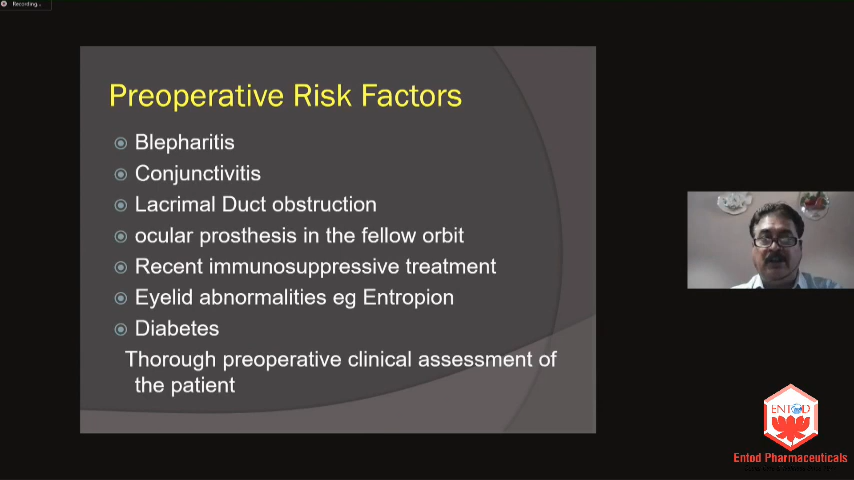 Recording...
Preoperative Risk Factors
Blepharitis
Conjunctivitis
Lacrimal Duct obstruction
ocular prosthesis in the fellow orbit
Recent immunosuppressive treatment
Eyelid abnormalities eg Entropion
Diabetes
Thorough preoperative clinical assessment of
the patient
ENTOD
Entod Pharmaceuticals